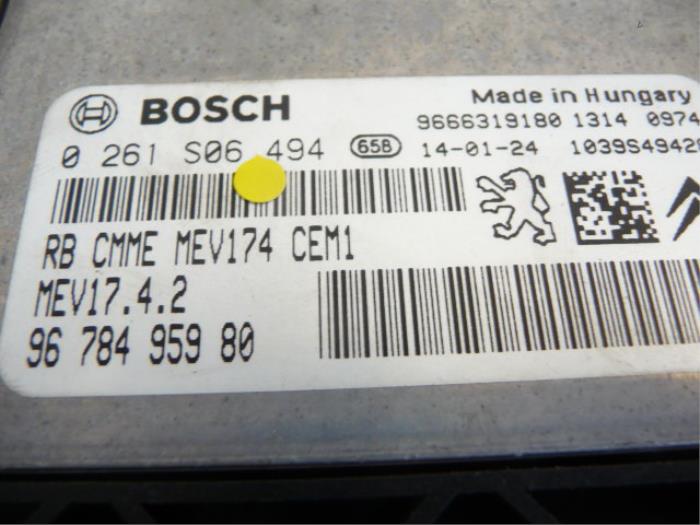 BOSCH
Made in Hungary
9666319180 1314 0974
0 261 S06 494
658
14-01-24 1039S49428
RB CMME MEV174 CEM1
MEV17.4.2
96 784 959 80